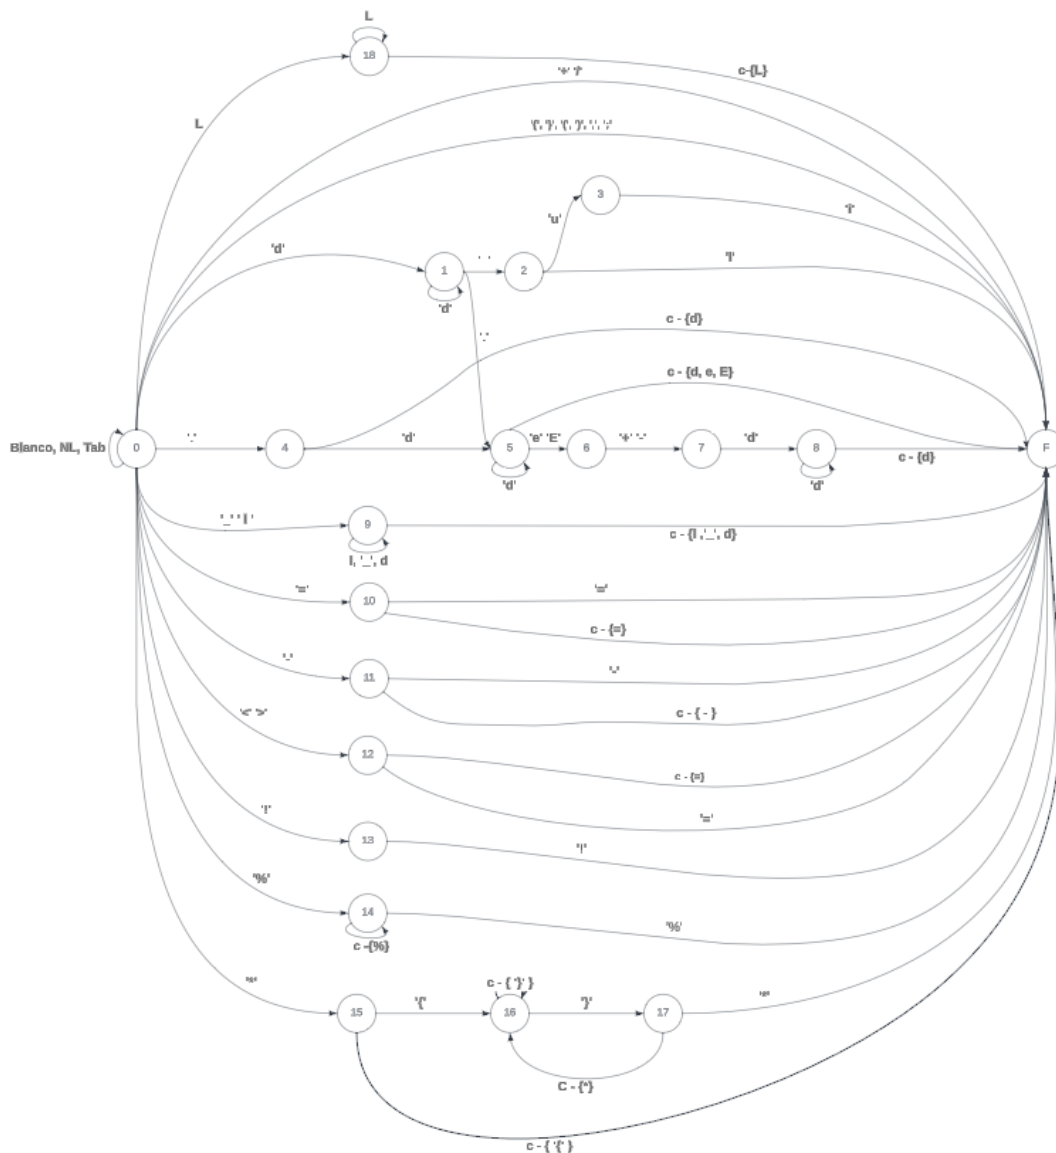 L
18
c-{L}
'+' '/'
L
3
'u'
'd'
1
2
'd'
c - {d}
c - {d, e, E}
Blanco, NL, Tab
0
'.'
4
'd'
5
'e' 'E'
6
'+' '-'
7
'd'
8
c - {d}
F
'd'
'd'
9
c - {l ,'_', d}
l, '_', d
'='
10
'='
c - {=}
'-'
11
'-'
c - { - }
'<' '>'
12
c - {=}
'='
'!'
13
'!'
'%'
14
'%'
c -{%}
'*'
15
'{'
c - { '}' }
16
'}'
17
'*'
C - {*}
c - { '{' }